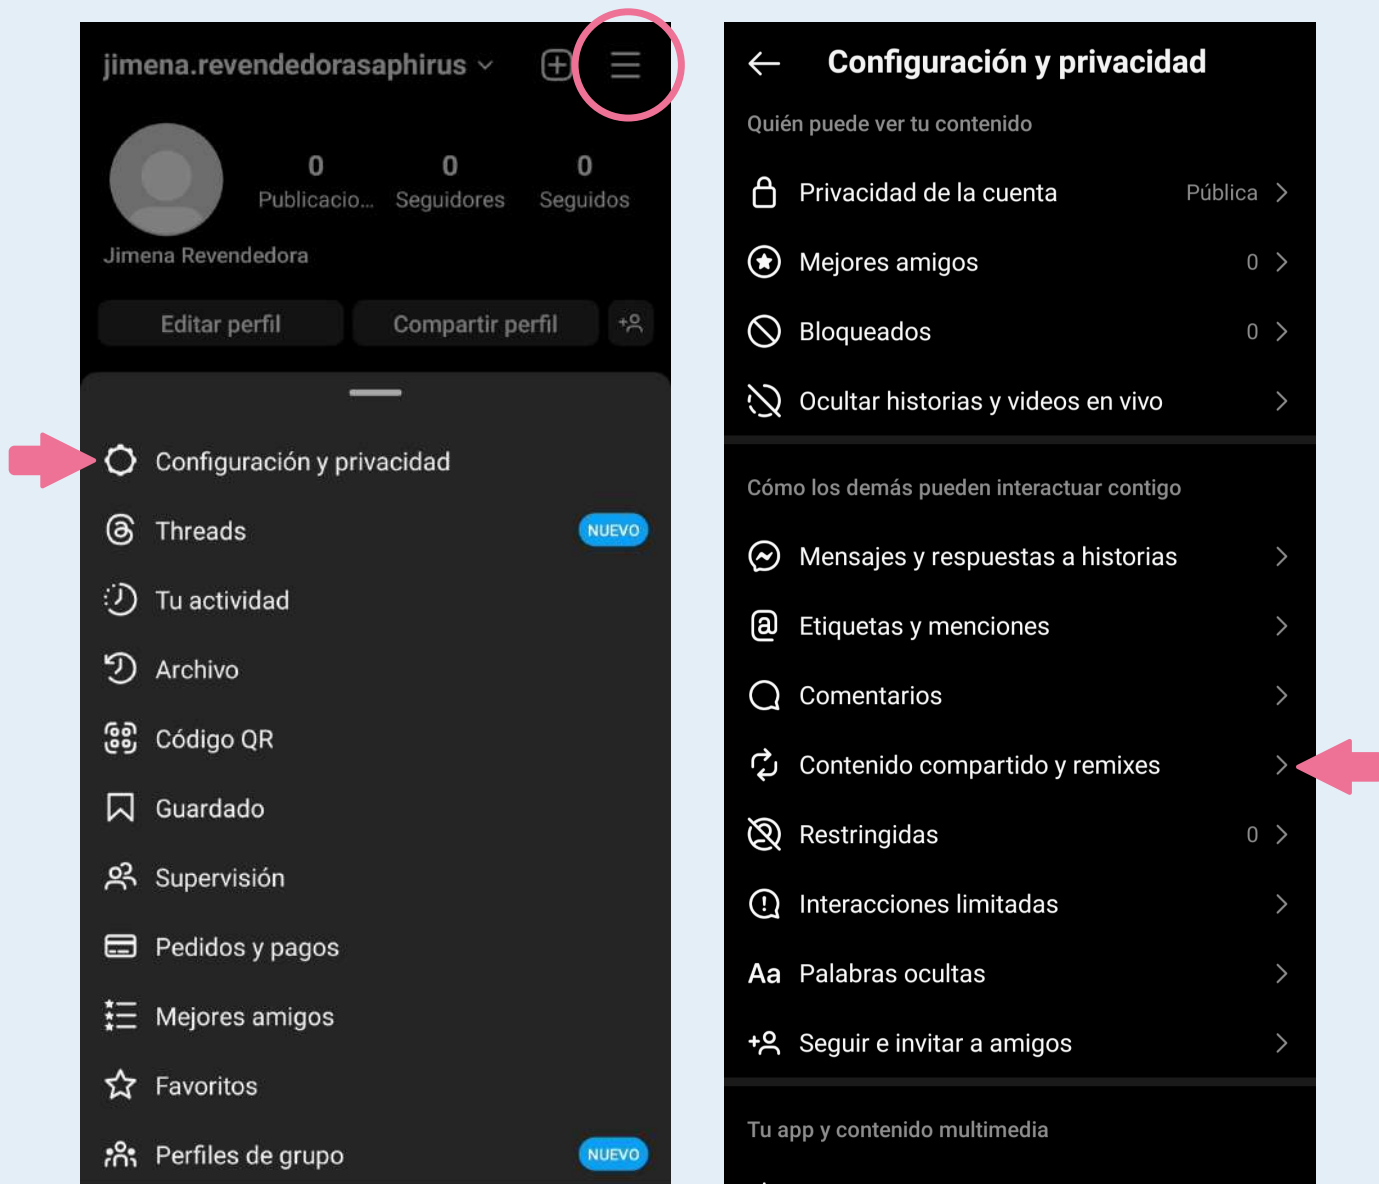 jimena.revendedorasaphirus
0 0 0
Publicacio... Seguidores Seguidos
Jimena Revendedora
Editar perfil Compartir perfil
Configuración y privacidad
Threads NUEVO
Tu actividad
Archivo
Código QR
Guardado
Supervisión
Pedidos y pagos
Mejores amigos
Favoritos
Perfiles de grupo NUEVO
Configuración y privacidad
Quién puede ver tu contenido
Privacidad de la cuenta Pública
Mejores amigos 0
Bloqueados 0
Ocultar historias y videos en vivo
Cómo los demás pueden interactuar contigo
Mensajes y respuestas a historias
Etiquetas y menciones
Comentarios
Contenido compartido y remixes
Restringidas 0
Interacciones limitadas
Aa Palabras ocultas
Seguir e invitar a amigos
Tu app y contenido multimedia